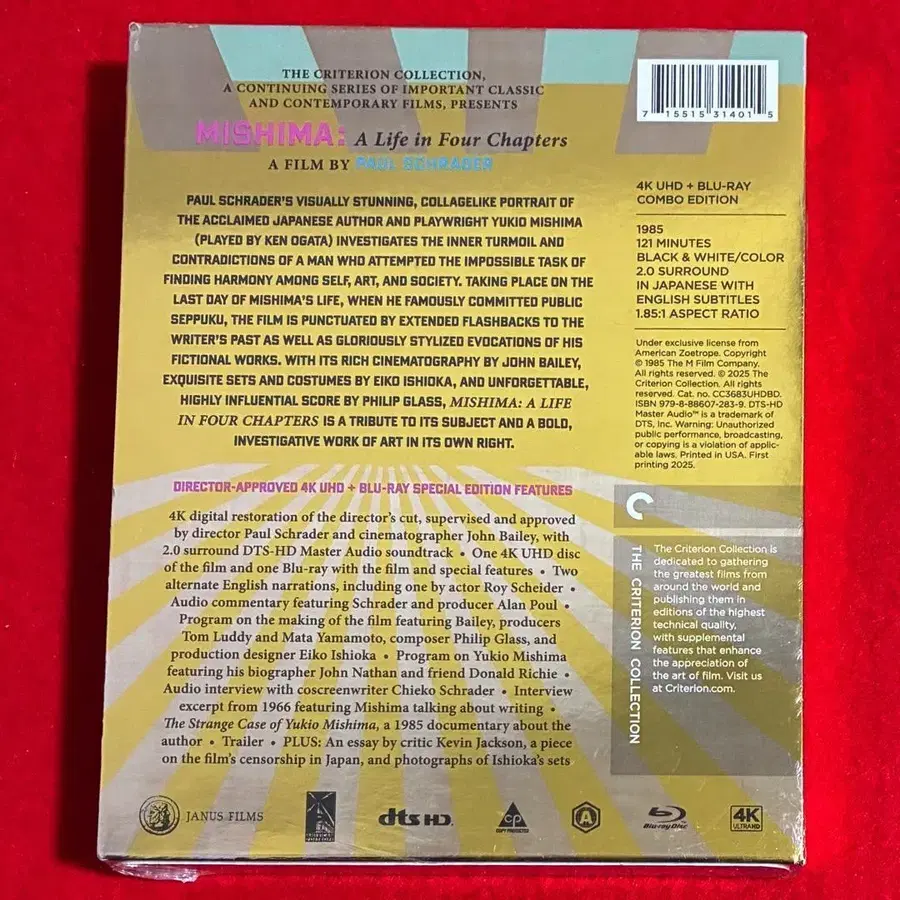 THE CRITERION COLLECTION,
A CONTINUING SERIES OF IMPORTANT CLASSIC
AND CONTEMPORARY FILMS, PRESENTS
MISHIMA: A Life in Four Chapters
A FILM BY PAUL SCHRADER
PAUL SCHRADER'S VISUALLY STUNNING, COLLAGELIKE PORTRAIT OF
THE ACCLAIMED JAPANESE AUTHOR AND PLAYWRIGHT YUKIO MISHIMA
(PLAYED BY KEN OGATA) INVESTIGATES THE INNER TURMOIL AND
CONTRADICTIONS OF A MAN WHO ATTEMPTED THE IMPOSSIBLE TASK OF
FINDING HARMONY AMONG SELF, ART, AND SOCIETY. TAKING PLACE ON THE
LAST DAY OF MISHIMA'S LIFE, WHEN HE FAMOUSLY COMMITTED PUBLIC
SEPPUKU, THE FILM IS PUNCTUATED BY EXTENDED FLASHBACKS TO THE
WRITER'S PAST AS WELL AS GLORIOUSLY STYLIZED EVOCATIONS OF HIS
FICTIONAL WORKS. WITH ITS RICH CINEMATOGRAPHY BY JOHN BAILEY,
EXQUISITE SETS AND COSTUMES BY EIKO ISHIOKA, AND UNFORGETTABLE,
HIGHLY INFLUENTIAL SCORE BY PHILIP GLASS, MISHIMA: A LIFE
IN FOUR CHAPTERS IS A TRIBUTE TO ITS SUBJECT AND A BOLD,
INVESTIGATIVE WORK OF ART IN ITS OWN RIGHT.
DIRECTOR-APPROVED 4K UHD + BLU-RAY SPECIAL EDITION FEATURES
4K digital restoration of the director's cut, supervised and approved
by director Paul Schrader and cinematographer John Bailey, with
2.0 surround DTS-HD Master Audio soundtrack • One 4K UHD disc
of the film and one Blu-ray with the film and special features • Two
alternate English narrations, including one by actor Roy Scheider •
Audio commentary featuring Schrader and producer Alan Poul •
Program on the making of the film featuring Bailey, producers
Tom Luddy and Mata Yamamoto, composer Philip Glass, and
production designer Eiko Ishioka • Program on Yukio Mishima
featuring his biographer John Nathan and friend Donald Richie •
Audio interview with coscreenwriter Chieko Schrader • Interview
excerpt from 1966 featuring Mishima talking about writing •
The Strange Case of Yukio Mishima, a 1985 documentary about the
author • Trailer • PLUS: An essay by critic Kevin Jackson, a piece
on the film's censorship in Japan, and photographs of Ishioka's sets
7 15515 31401 5
4K UHD + BLU-RAY
COMBO EDITION
1985
121 MINUTES
BLACK & WHITE/COLOR
2.0 SURROUND
IN JAPANESE WITH
ENGLISH SUBTITLES
1.85:1 ASPECT RATIO
Under exclusive license from
American Zoetrope. Copyright
© 1985 The M Film Company.
All rights reserved. © 2025 The
Criterion Collection. All rights
reserved. Cat. no. CC3683UHDBD.
ISBN 979-8-88607-283-9. DTS-HD
Master Audio™ is a trademark of
DTS, Inc. Warning: Unauthorized
public performance, broadcasting,
or copying is a violation of applic-
able laws. Printed in USA. First
printing 2025.
THE CRITERION COLLECTION
The Criterion Collection is
dedicated to gathering
the greatest films from
around the world and
publishing them in
editions of the highest
technical quality,
with supplemental
features that enhance
the appreciation of
the art of film. Visit us
at Criterion.com.
JANUS FILMS
dts HD
CP
COPY PROTECTED
A
Blu-ray Disc
4K
ULTRA HD